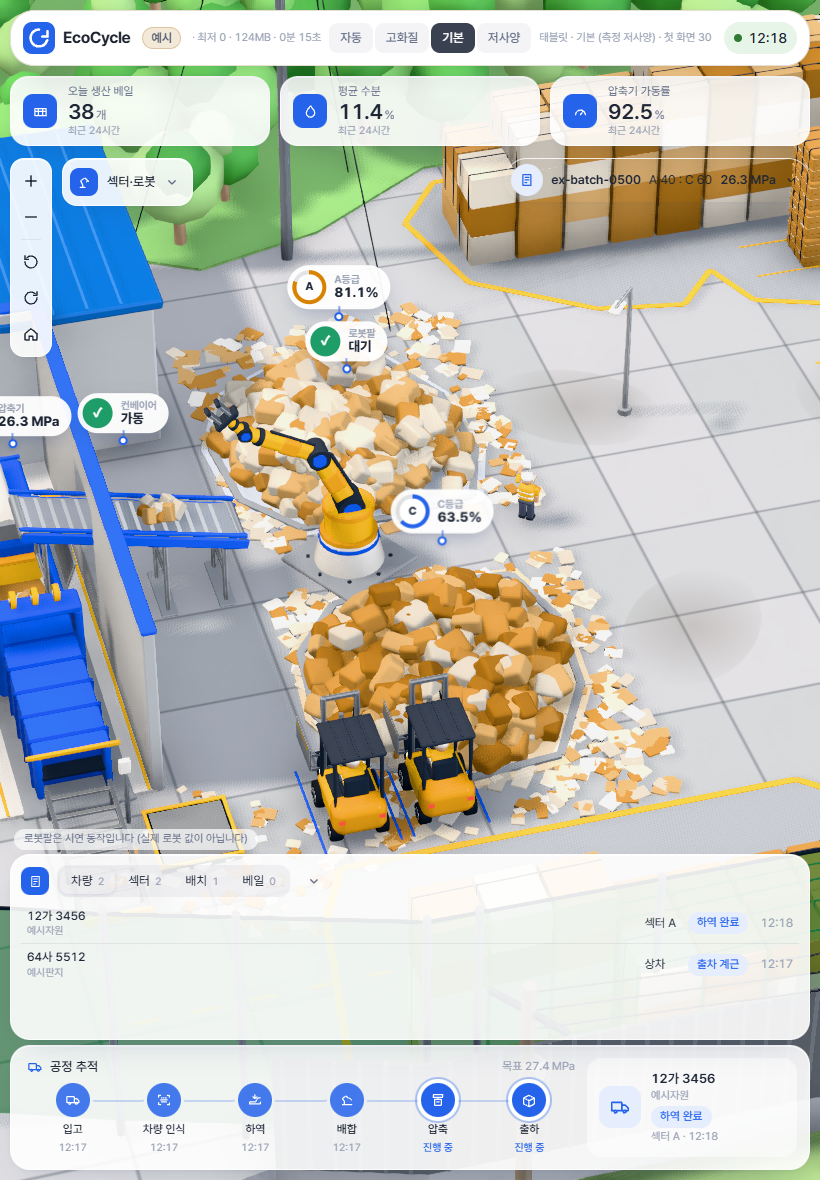 EcoCycle
예시
· 최저 0 · 124MB · 0분 15초
자동
고화질
기본
저사양
태블릿 · 기본 (측정 저사양) · 첫 화면 30
12:18
오늘 생산 베일
38개
최근 24시간
평균 수분
11.4%
최근 24시간
압축기 가동률
92.5%
최근 24시간
섹터·로봇
ex-batch-0500 A 40 : C 60 26.3 MPa
A
A등급
81.1%
로봇팔
대기
압축기
26.3 MPa
컨베이어
가동
C
C등급
63.5%
로봇팔은 시연 동작입니다 (실제 로봇 값이 아닙니다)
차량 2
섹터 2
배치 1
베일 0
12가 3456
예시자원
섹터 A
하역 완료
12:18
64사 5512
예시판지
상차
출차 계근
12:17
공정 추적
목표 27.4 MPa
입고
12:17
차량 인식
12:17
하역
12:17
배합
12:17
압축
진행 중
출하
진행 중
12가 3456
예시자원
하역 완료
섹터 A · 12:18